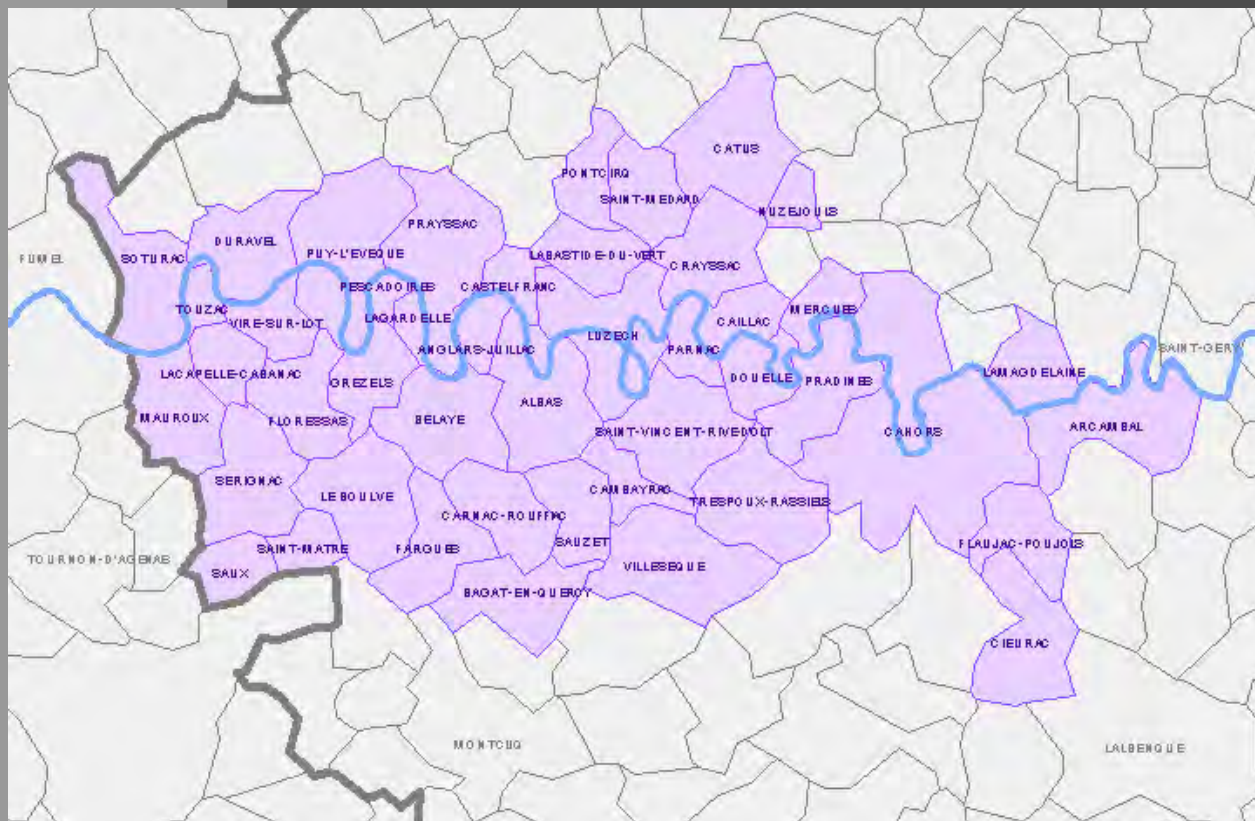 CATUS
PONTCIRQ
SAINT-MEDARD
NUZEJOULS
PRAYSSAC
DURAVEL
PUY-L'EVEQUE
LABASTIDE-DU-VERT
SOTURAC
FUMEL
CRAYSSAC
PESCADOIRES
CASTELFRANC
MERCUES
TOUZAC
VIRE-SUR-LOT
LAGARDELLE
CAILLAC
LUZECH
ANGLARS-JUILLAC
PARNAC
SAINT-GERY
LACAPELLE-CABANAC
GREZELS
DOUELLE
PRADINES
LAMAGDELAINE
ALBAS
MAUROUX
FLORESSAS
BELAYE
SAINT-VINCENT-RIVEDOLT
CAHORS
ARCAMBAL
SERIGNAC
LE BOULVE
CAMBAYRAC
TRESPOUX-RASSIELS
CARNAC-ROUFFIAC
SAUZET
FLAUJAC-POUJOLS
SAINT-MATRE
FARGUES
TOURNON-D'AGENAIS
SAUX
VILLESEQUE
BAGAT-EN-QUERCY
CIEURAC
MONTCUQ
LALBENQUE